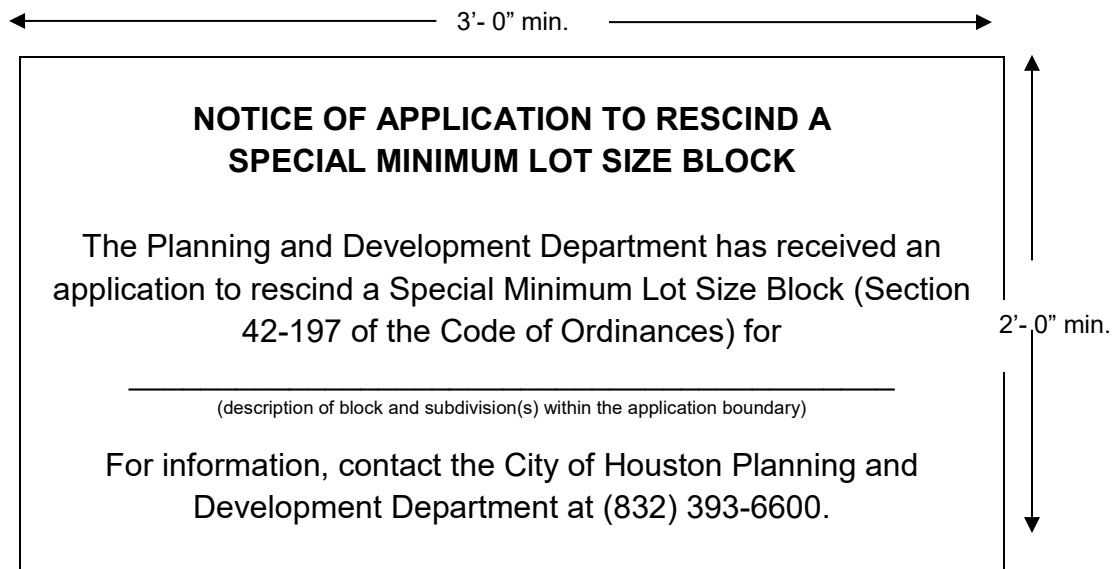 3’- 0” min.
NOTICE OF APPLICATION TO RESCIND A
SPECIAL MINIMUM LOT SIZE BLOCK
The Planning and Development Department has received an
application to rescind a Special Minimum Lot Size Block (Section
42-197 of the Code of Ordinances) for
2’- 0” min.
(description of block and subdivision(s) within the application boundary)
For information, contact the City of Houston Planning and
Development Department at (832) 393-6600.